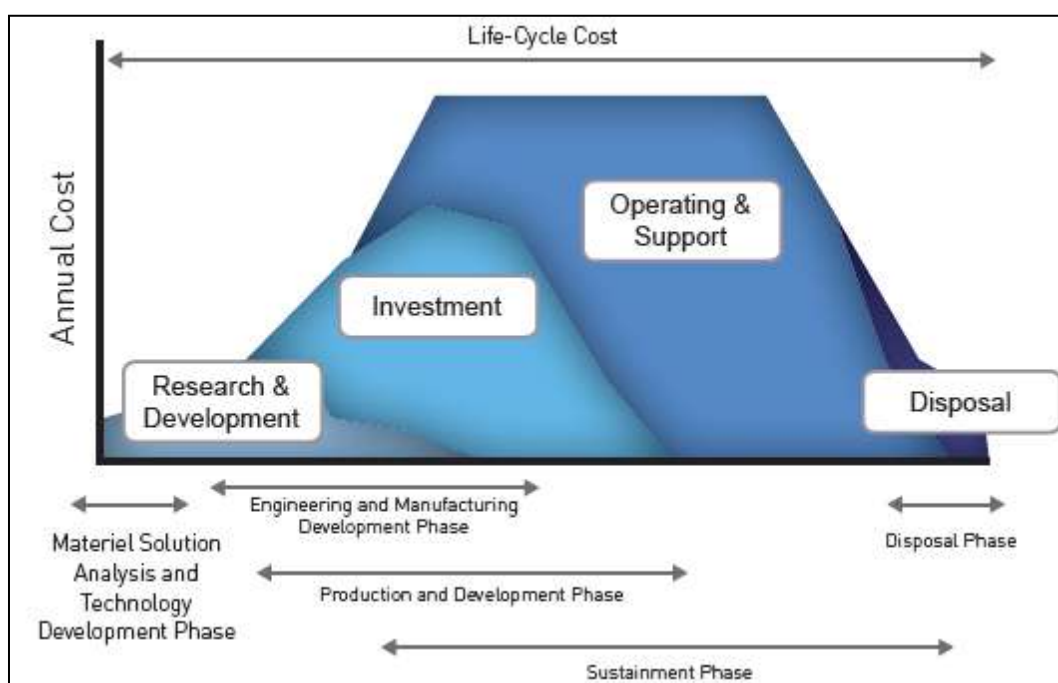 Life-Cycle Cost
Annual Cost
Operating &
Support
Investment
Research &
Development
Disposal
Engineering and Manufacturing
Development Phase
Materiel Solution
Analysis and
Technology
Development Phase
Disposal Phase
Production and Development Phase
Sustainment Phase